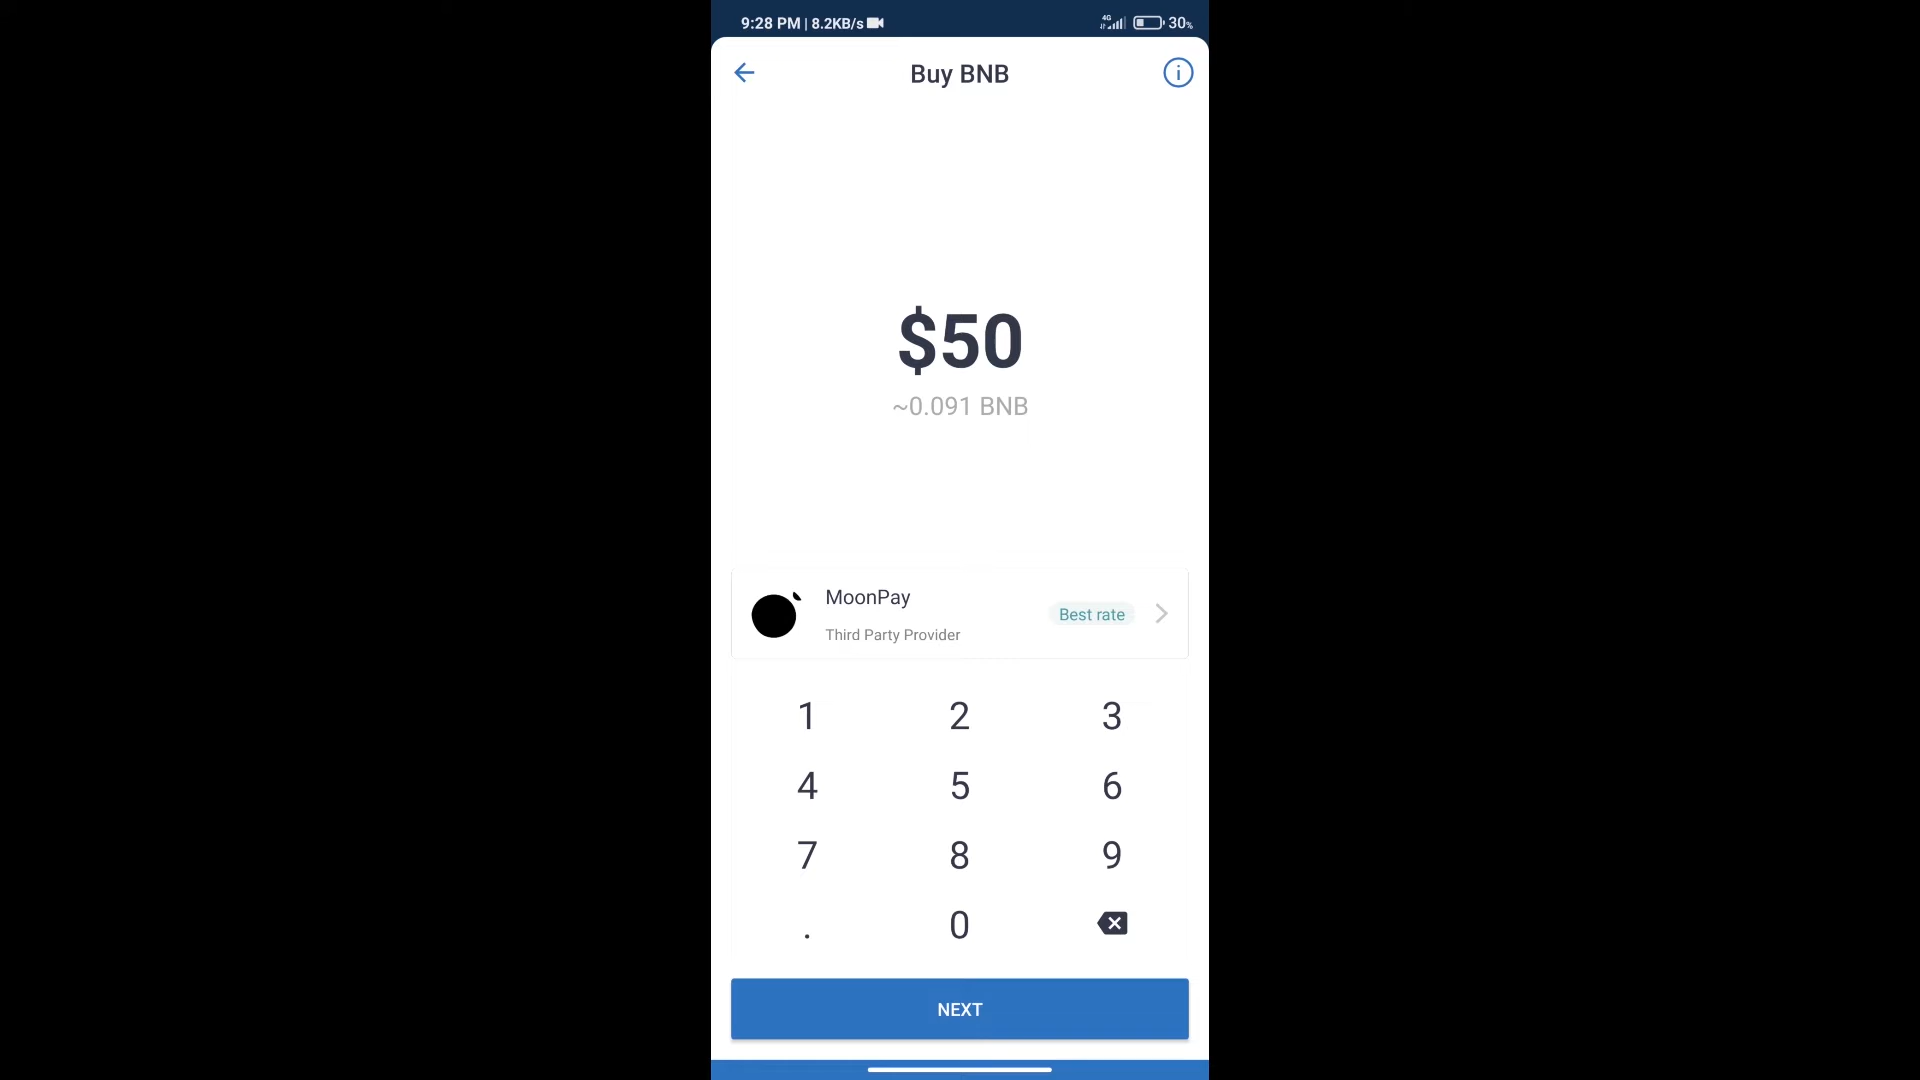 9:28 PM | 8.2KB/s 4G 30%
Buy BNB
$50
~0.091 BNB
MoonPay
Best rate
Third Party Provider
1 2 3
4 5 6
7 8 9
. 0
NEXT